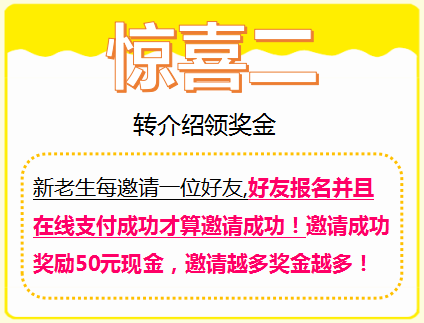 惊喜二
转介绍领奖金
新老生每邀请一位好友,好友报名并且
在线支付成功才算邀请成功！邀请成功
奖励50元现金，邀请越多奖金越多！